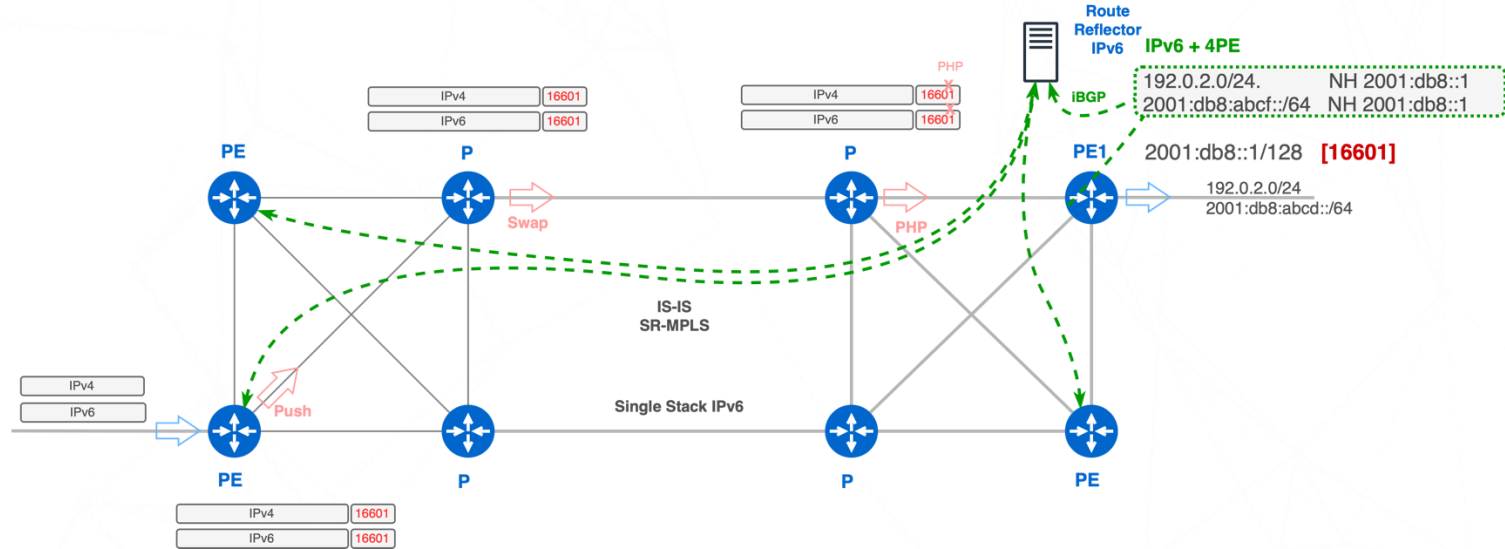 Route
Reflector
IPv6
IPv6 + 4PE
192.0.2.0/24. NH 2001:db8::1
2001:db8:abcf::/64 NH 2001:db8::1
iBGP
PHP
IPv4 16601
IPv6 16601
IPv4 16601
IPv6 16601
PE
P
P
PE1
2001:db8::1/128 [16601]
192.0.2.0/24
2001:db8:abcd::/64
Swap
PHP
IS-IS
SR-MPLS
IPv4
IPv6
Push
Single Stack IPv6
PE
P
P
PE
IPv4 16601
IPv6 16601